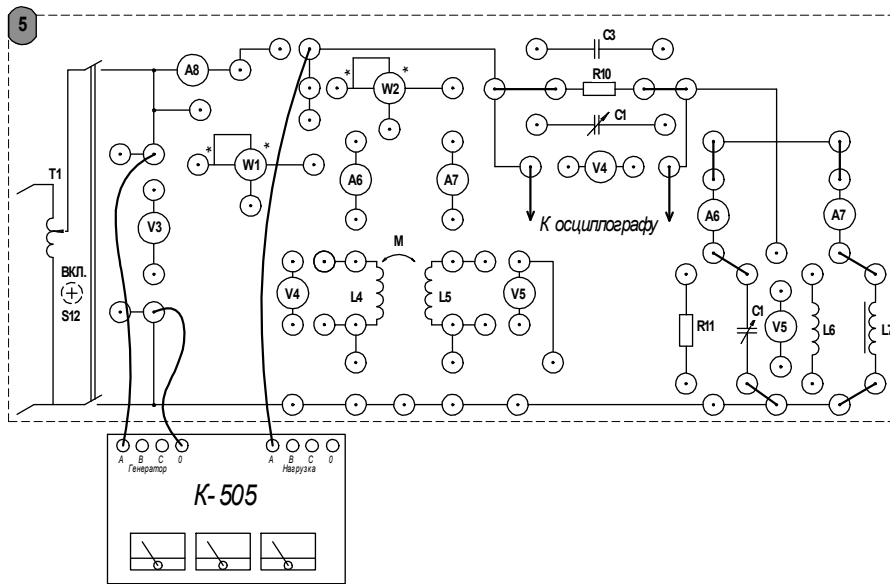 5
C3
A8
W2
* *
R10
C1
T1
* *
W1
A6
A7
V4
A6
A7
V3
К осциллографу
M
ВКЛ.
S12
V4
L4
L5
V5
R11
C1
V5
L6
L7
A B C 0
Генератор
A B C 0
Нагрузка
К- 505